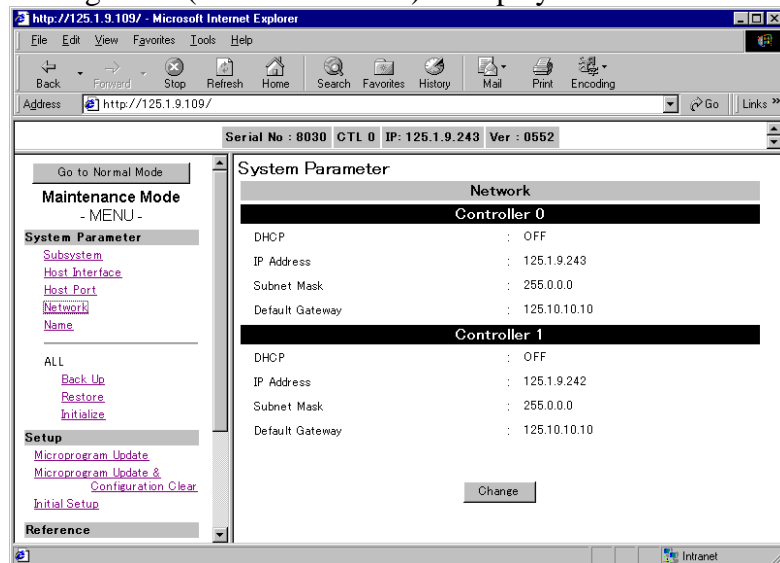 http://125.1.9.109/ - Microsoft Internet Explorer
File Edit View Favorites Tools Help
Back Forward Stop Refresh Home Search Favorites History Mail Print Encoding
Address http://125.1.9.109/ Go Links »
Serial No : 8030 CTL 0 IP: 125.1.9.243 Ver : 0552
Go to Normal Mode
Maintenance Mode
- MENU -
System Parameter
Subsystem
Host Interface
Host Port
Network
Name
ALL
Back Up
Restore
Initialize
Setup
Microprogram Update
Microprogram Update &
Configuration Clear
Initial Setup
Reference
System Parameter
Network
Controller 0
DHCP : OFF
IP Address : 125.1.9.243
Subnet Mask : 255.0.0.0
Default Gateway : 125.10.10.10
Controller 1
DHCP : OFF
IP Address : 125.1.9.242
Subnet Mask : 255.0.0.0
Default Gateway : 125.10.10.10
Change
Intranet